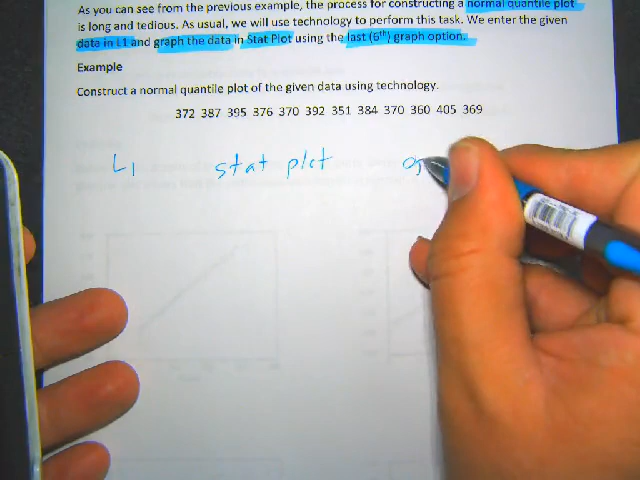 As you can see from the previous example, the process for constructing a normal quantile plot
is long and tedious. As usual, we will use technology to perform this task. We enter the given
data in L1 and graph the data in Stat Plot using the last (6th) graph option.
Example
Construct a normal quantile plot of the given data using technology.
372 387 395 376 370 392 351 384 370 360 405 369
L1 stat plot